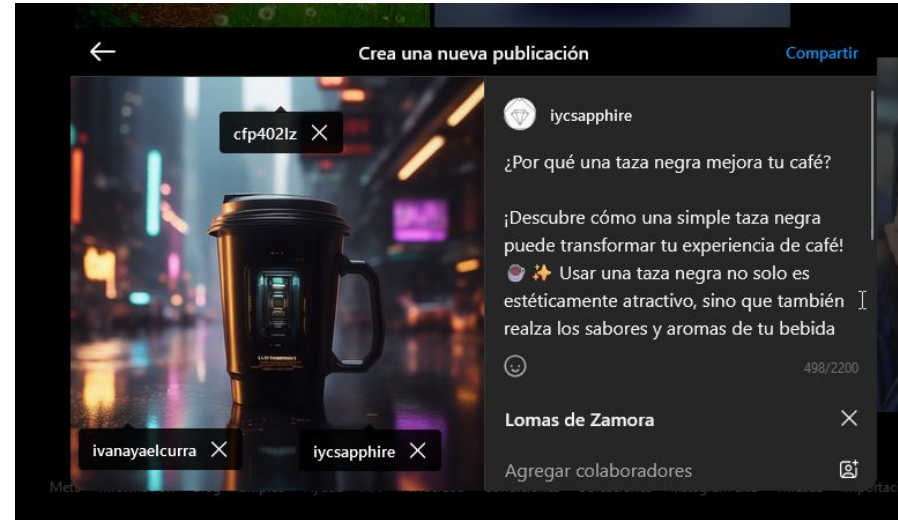 Crea una nueva publicación
Compartir
cfp402lz
ivanayaelcurra
iycsapphire
iycsapphire
¿Por qué una taza negra mejora tu café?
¡Descubre cómo una simple taza negra
puede transformar tu experiencia de café!
☕ ✨ Usar una taza negra no solo es
estéticamente atractivo, sino que también
realza los sabores y aromas de tu bebida
498/2200
Lomas de Zamora
Agregar colaboradores
Meta